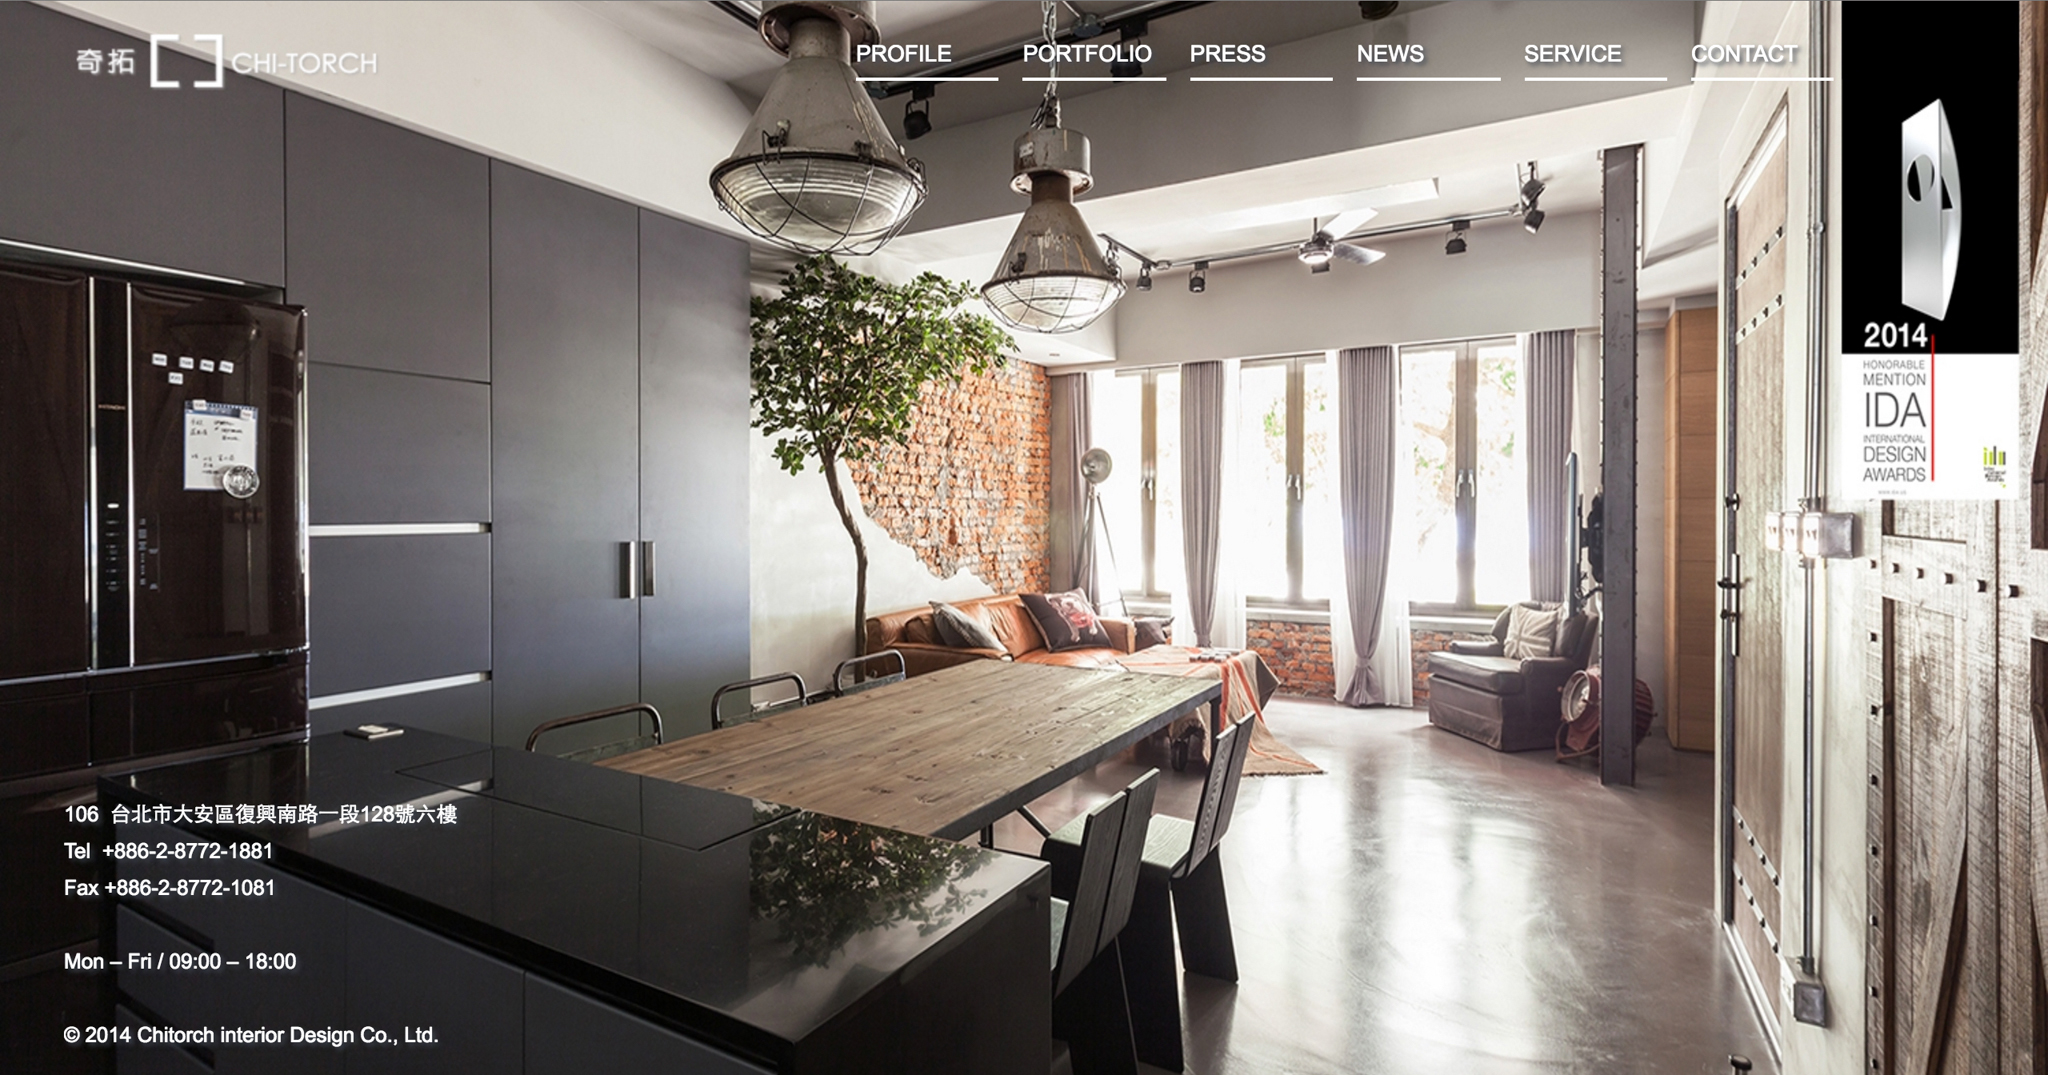 奇拓 CHI-TORCH
PROFILE PORTFOLIO PRESS NEWS SERVICE CONTACT
2014
HONORABLE
MENTION
IDA
INTERNATIONAL
DESIGN
AWARDS
HITACHI
106 台北市大安區復興南路一段128號六樓
Tel +886-2-8772-1881
Fax +886-2-8772-1081
Mon – Fri / 09:00 – 18:00
© 2014 Chitorch interior Design Co., Ltd.